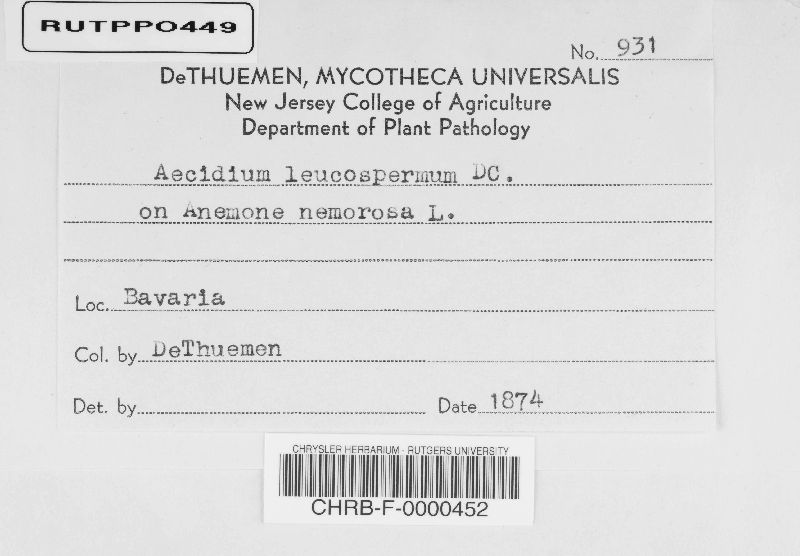 RUTPP0449
No. 931
DeTHUEMEN, MYCOTHECA UNIVERSALIS
New Jersey College of Agriculture
Department of Plant Pathology
Aecidium leucospermum DC.
on Anemone nemorosa L.
Loc. Bavaria
Col. by DeThuemen
Det. by
Date 1874
CHRYSLER HERBARIUM - RUTGERS UNIVERSITY
CHRB-F-0000452